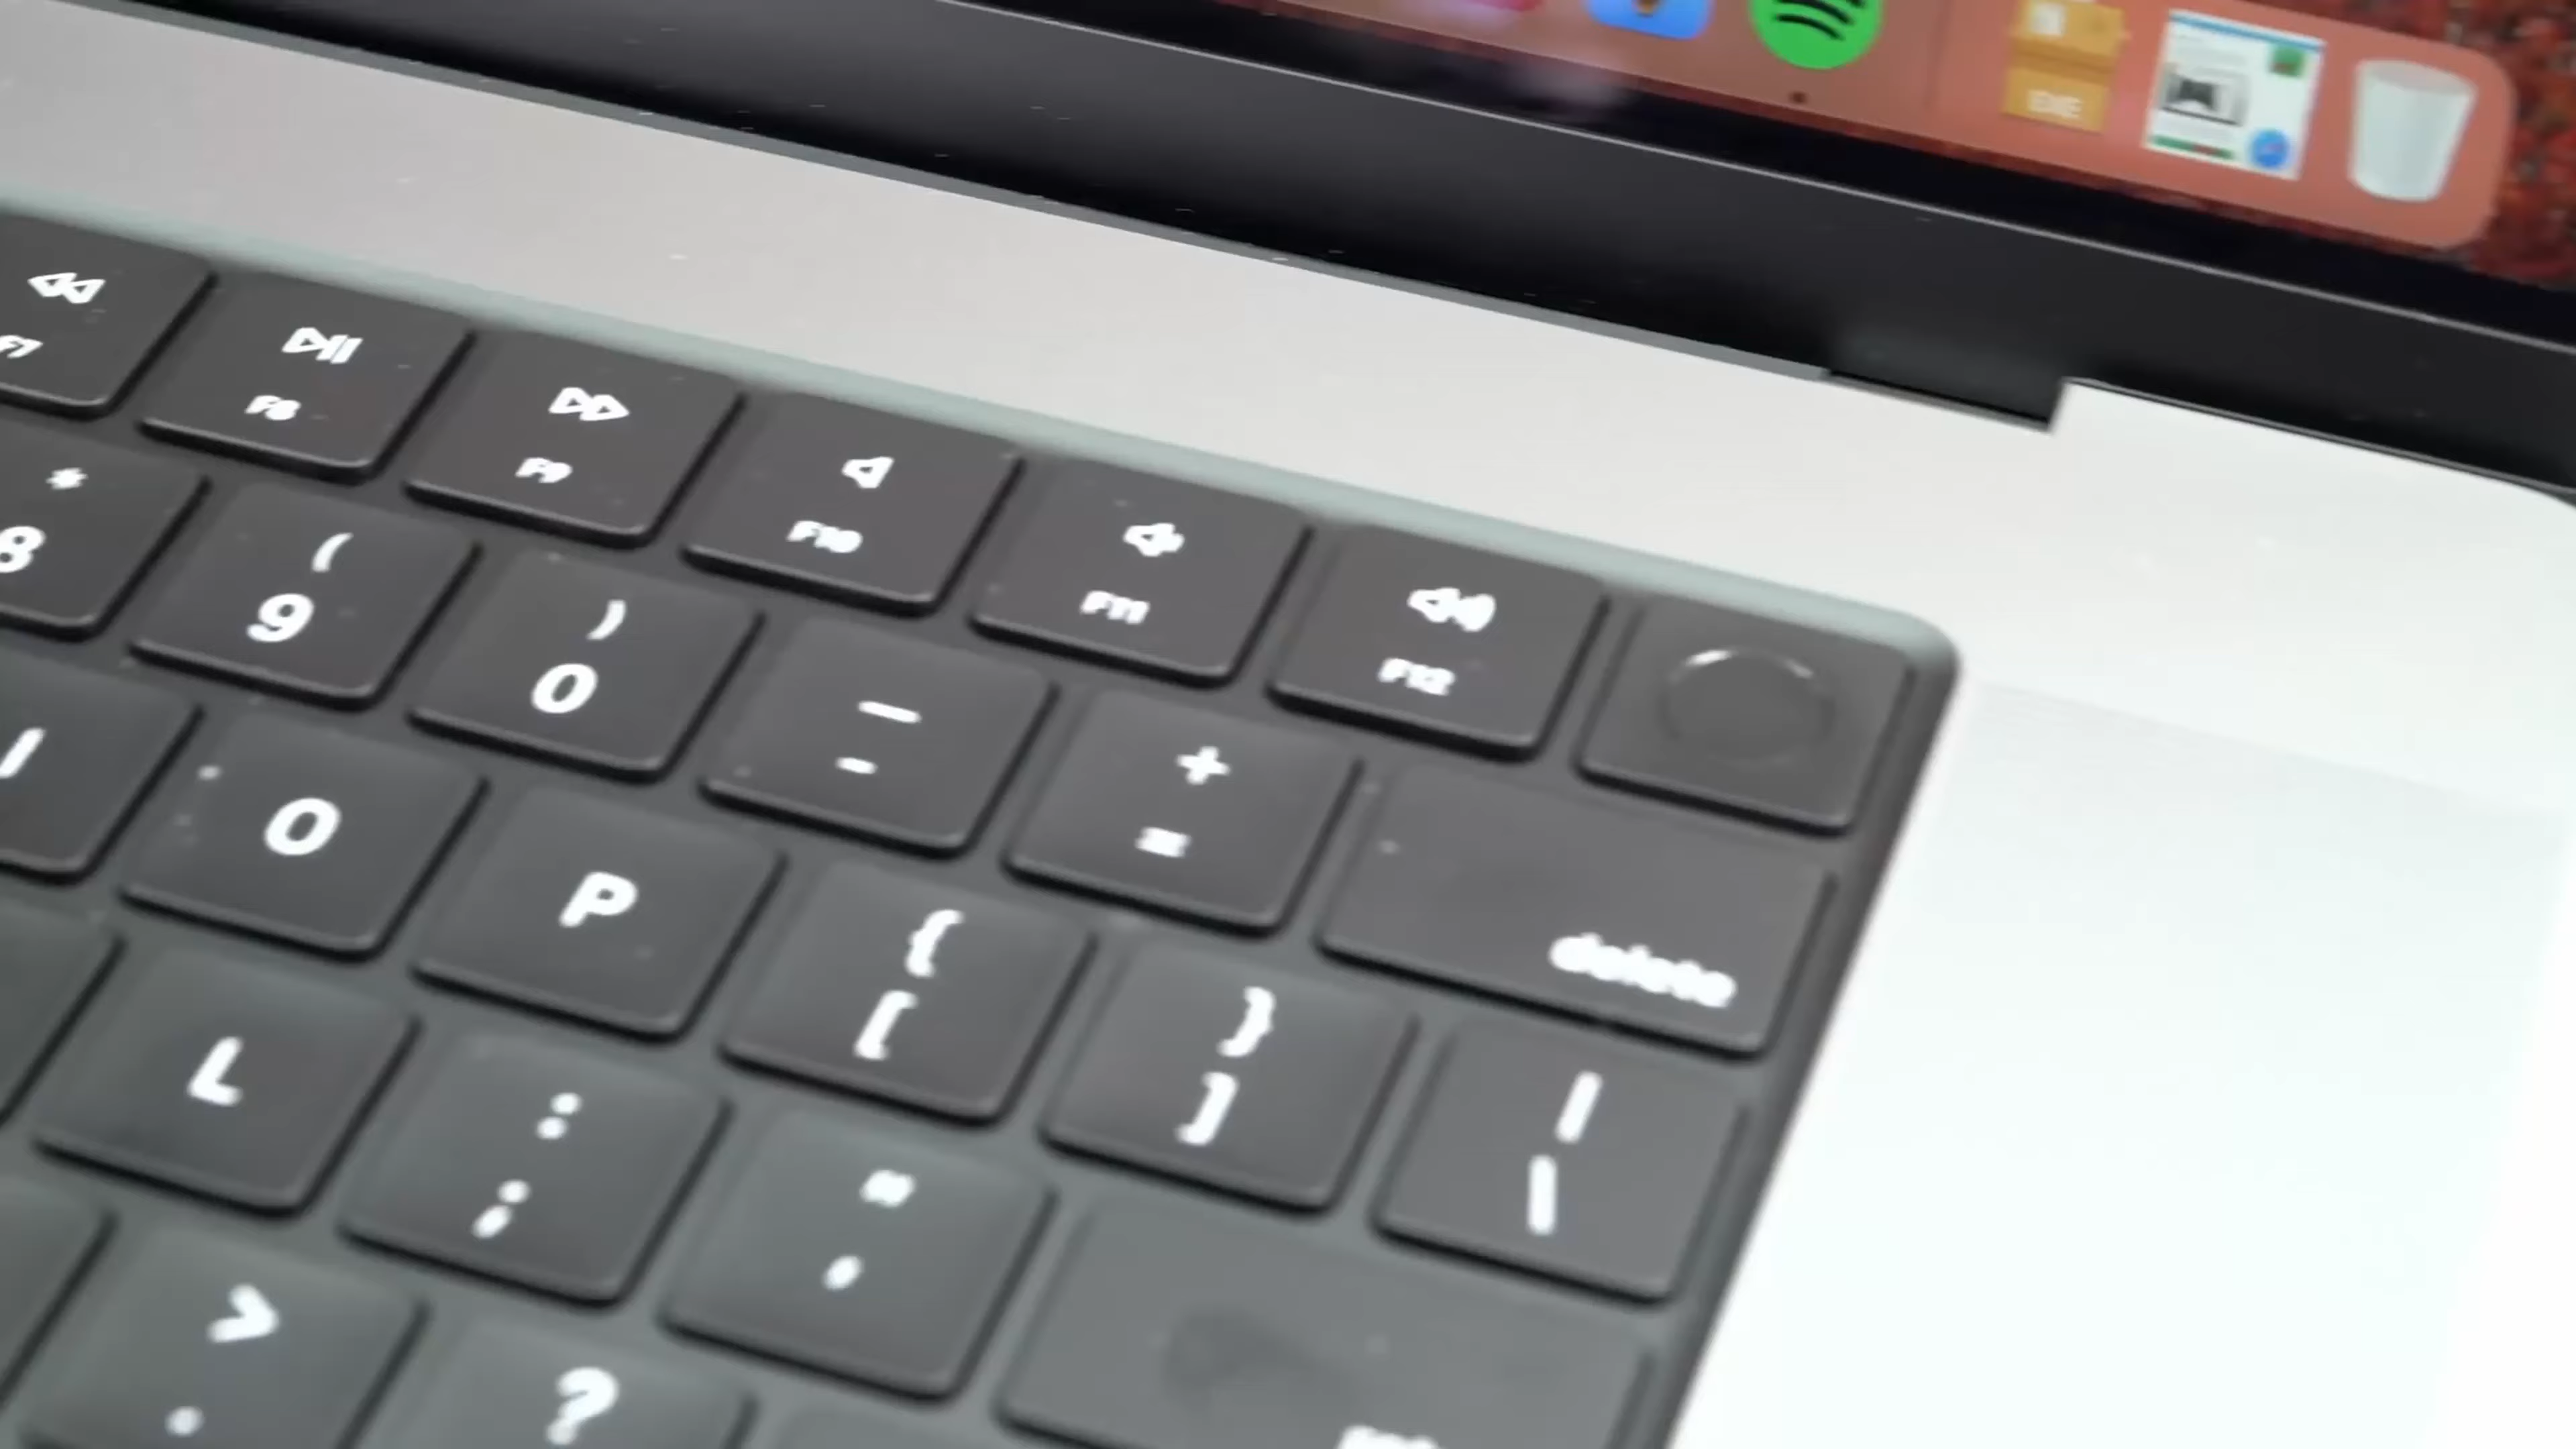 F7
F8
F9
F10
F11
F12
*
8
(
9
)
0
—
-
+
=
delete
I
O
P
{
[
}
]
|
\
L
:
;
"
'
>
.
?